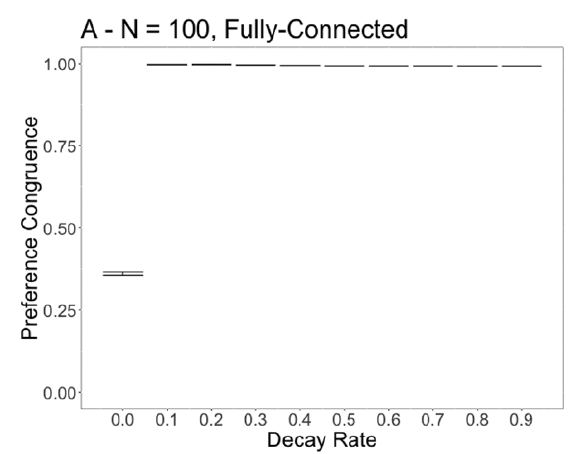 A - N = 100, Fully-Connected
Preference Congruence
1.00
0.75
0.50
0.25
0.00
0.0 0.1 0.2 0.3 0.4 0.5 0.6 0.7 0.8 0.9
Decay Rate